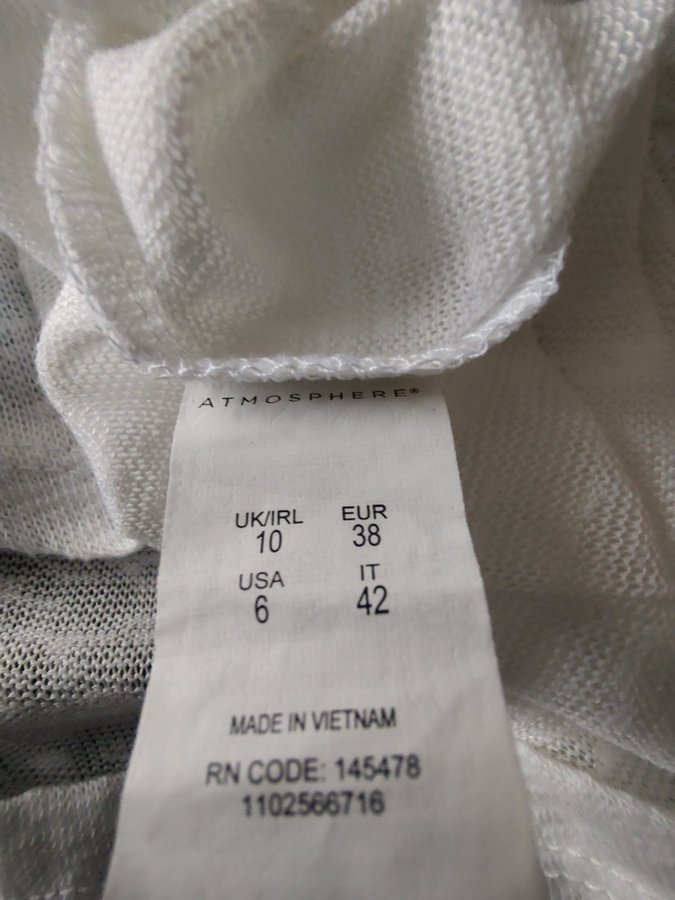 ATMOSPHERE®
UK/IRL EUR
10 38
USA IT
6 42
MADE IN VIETNAM
RN CODE: 145478
1102566716